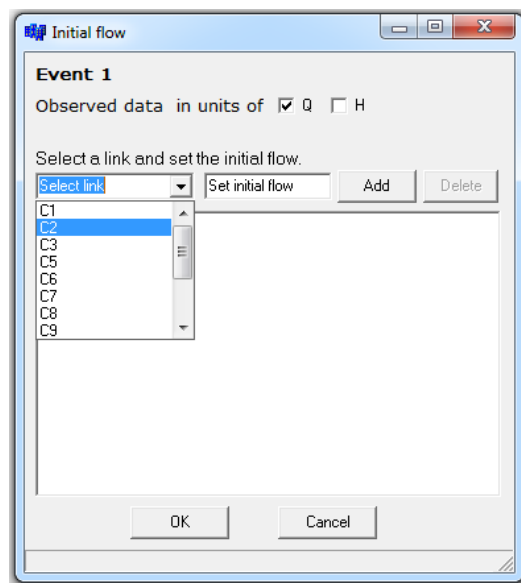 Initial flow
Event 1
Observed data in units of Q H
Select a link and set the initial flow.
Select link Set initial flow Add Delete
C1
C2
C3
C5
C6
C7
C8
C9
OK Cancel